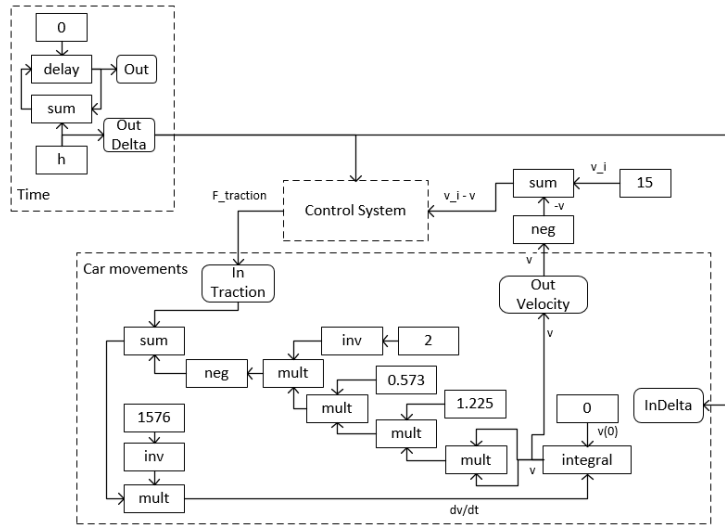 0
delay
Out
sum
Out
Delta
h
Time
F_traction
Control System
v_i - v
sum
v_i
15
-v
neg
v
Car movements
In
Traction
Out
Velocity
v
sum
inv
2
neg
mult
0.573
mult
1.225
mult
mult
1576
inv
mult
0
v(0)
InDelta
v
integral
dv/dt